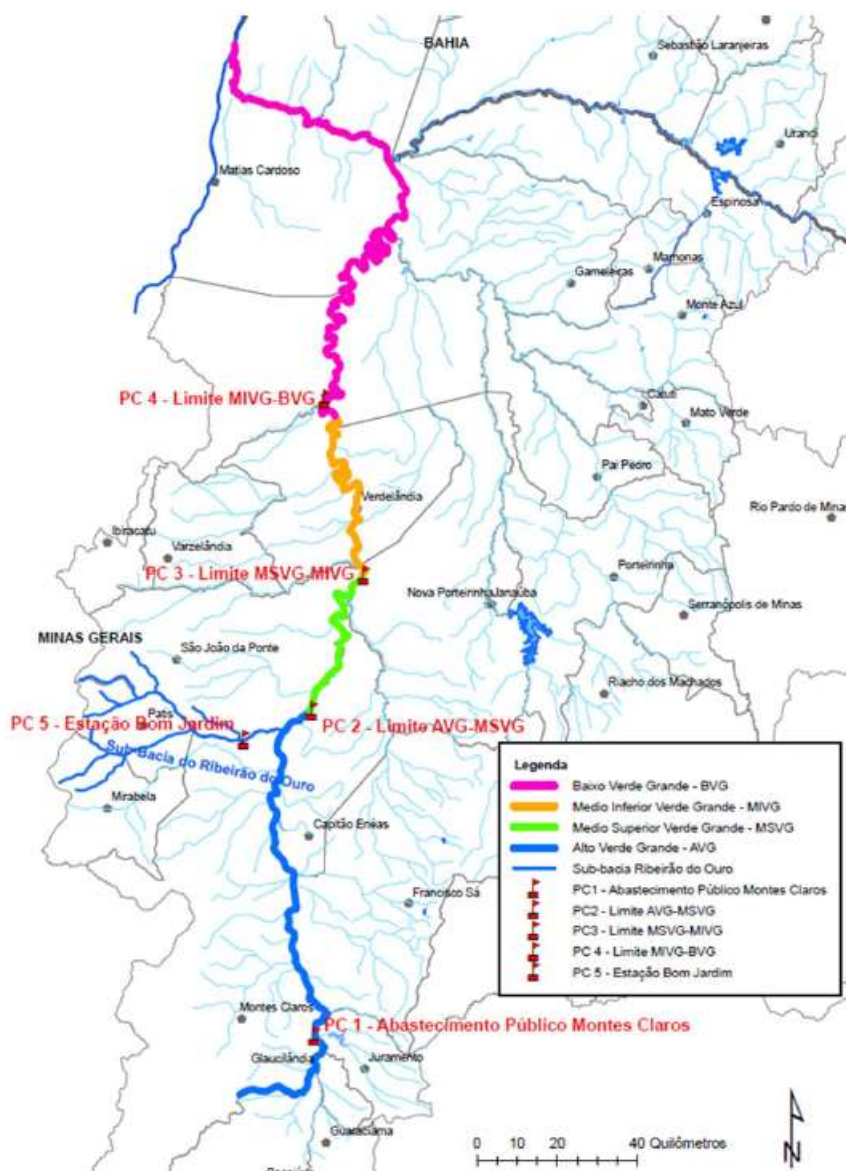 BAHIA
Sebastião Laranjeiras
Urandi
Matias Cardoso
Espinosa
Mamonas
Gameleiras
Monte Azul
PC 4 - Limite MIVG-BVG
Catuti
Mato Verde
Pai Pedro
Verdelândia
Rio Pardo de Minas
Ibiracatu
Varzelândia
PC 3 - Limite MSVG-MIVG
Porteirinha
Nova Porteirinha
Janaúba
Serranópolis de Minas
MINAS GERAIS
São João da Ponte
Riacho dos Machados
Patis
PC 5 - Estação Bom Jardim
PC 2 - Limite AVG-MSVG
Sub-Bacia do Ribeirão do Ouro
Mirabela
Capitão Enéas
Francisco Sá
Legenda
Baixo Verde Grande - BVG
Medio Inferior Verde Grande - MIVG
Medio Superior Verde Grande - MSVG
Alto Verde Grande - AVG
Sub-bacia Ribeirão do Ouro
PC1 - Abastecimento Público Montes Claros
PC2 - Limite AVG-MSVG
PC3 - Limite MSVG-MIVG
PC 4 - Limite MIVG-BVG
PC 5 - Estação Bom Jardim
Montes Claros
PC 1 - Abastecimento Público Montes Claros
Glaucilândia
Juramento
Guaraciama
0 10 20 40 Quilômetros
N